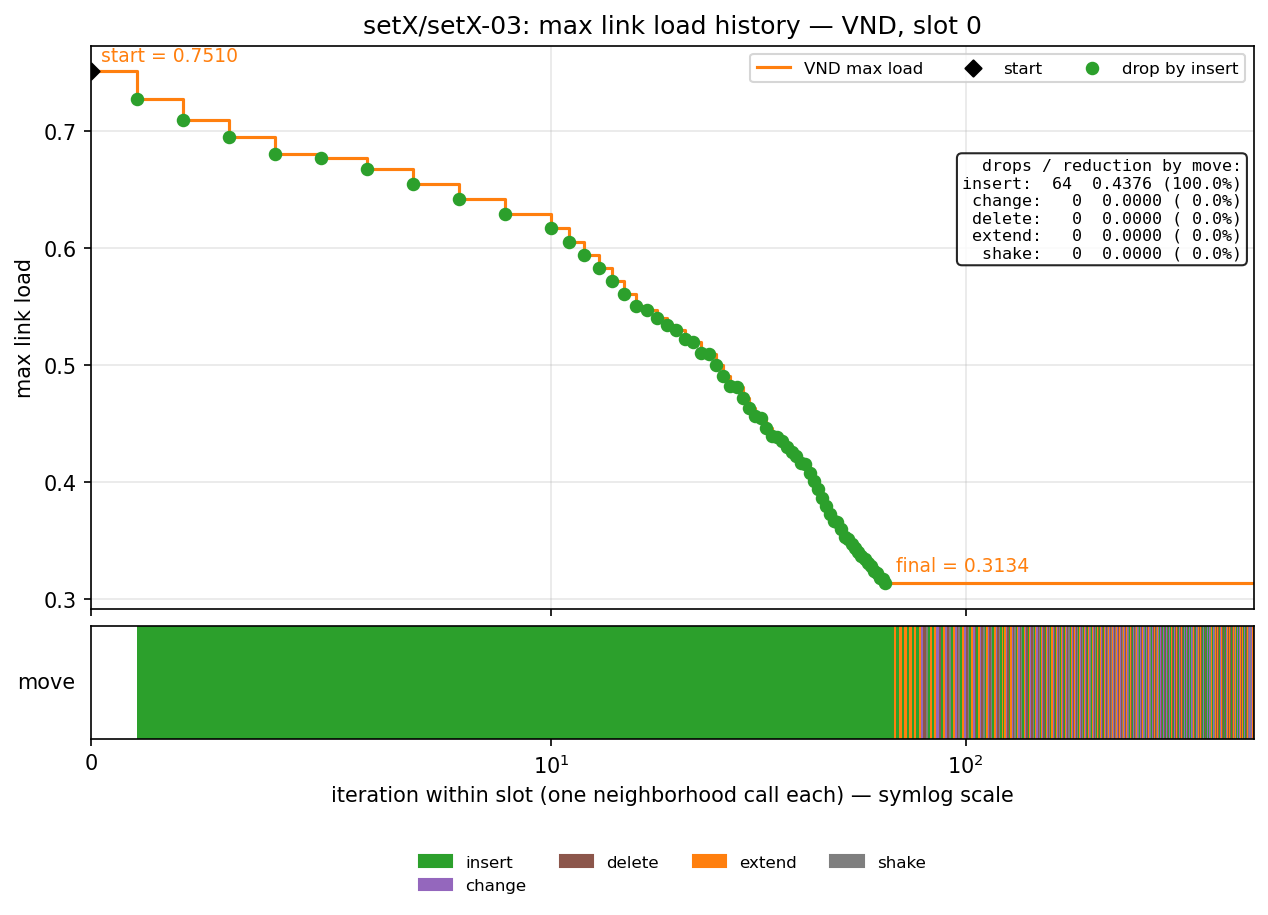 setX/setX-03: max link load history — VND, slot 0
start = 0.7510
VND max load
start
drop by insert
drops / reduction by move:
insert:  64  0.4376 (100.0%)
change:   0  0.0000 ( 0.0%)
delete:   0  0.0000 ( 0.0%)
extend:   0  0.0000 ( 0.0%)
shake:   0  0.0000 ( 0.0%)
0.7
0.6
0.5
0.4
0.3
max link load
final = 0.3134
move
0
10¹
10²
iteration within slot (one neighborhood call each) — symlog scale
insert
delete
extend
shake
change